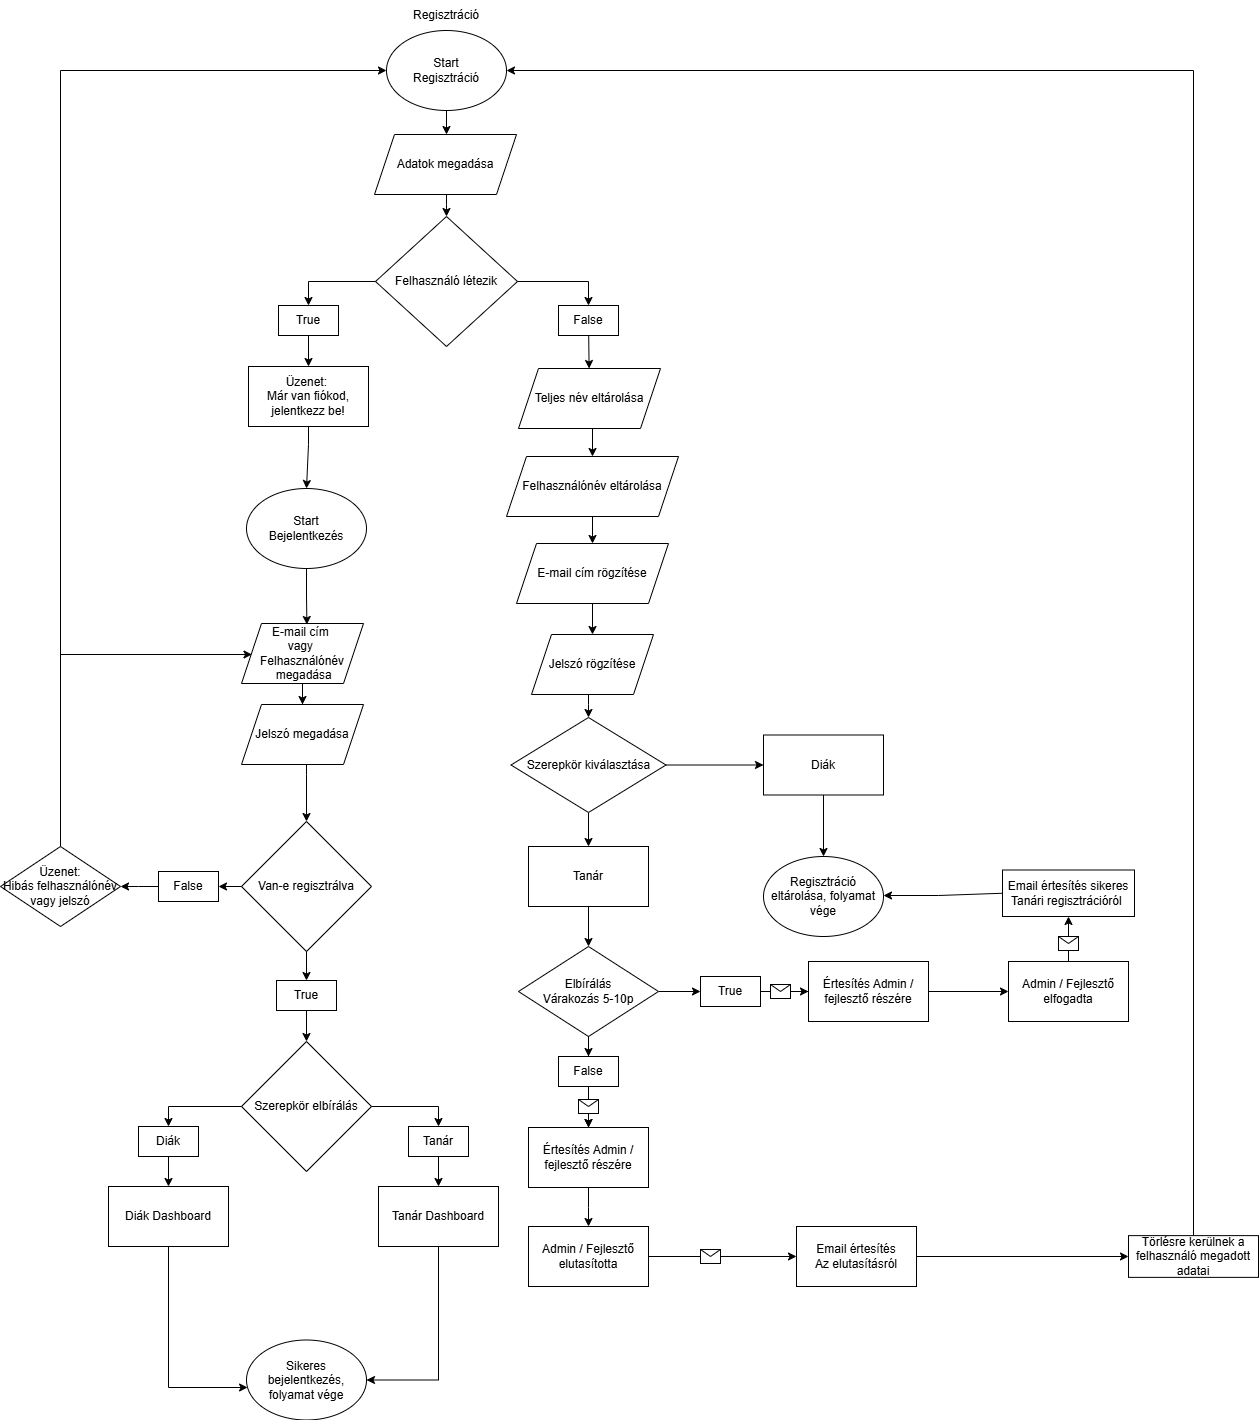 Regisztráció
Start
Regisztráció
Adatok megadása
Felhasználó létezik
True
False
Üzenet:
Már van fiókod,
jelentkezz be!
Teljes név eltárolása
Felhasználónév eltárolása
Start
Bejelentkezés
E-mail cím rögzítése
E-mail cím
vagy
Felhasználónév
megadása
Jelszó rögzítése
Jelszó megadása
Szerepkör kiválasztása
Diák
Üzenet:
Hibás felhasználónév
vagy jelszó
False
Van-e regisztrálva
Tanár
Regisztráció
eltárolása, folyamat
vége
Email értesítés sikeres
Tanári regisztrációról
True
Elbírálás
Várakozás 5-10p
True
Értesítés Admin /
fejlesztő részére
Admin / Fejlesztő
elfogadta
False
Szerepkör elbírálás
Diák
Tanár
Értesítés Admin /
fejlesztő részére
Diák Dashboard
Tanár Dashboard
Admin / Fejlesztő
elutasította
Email értesítés
Az elutasításról
Törlésre kerülnek a
felhasználó megadott
adatai
Sikeres
bejelentkezés,
folyamat vége